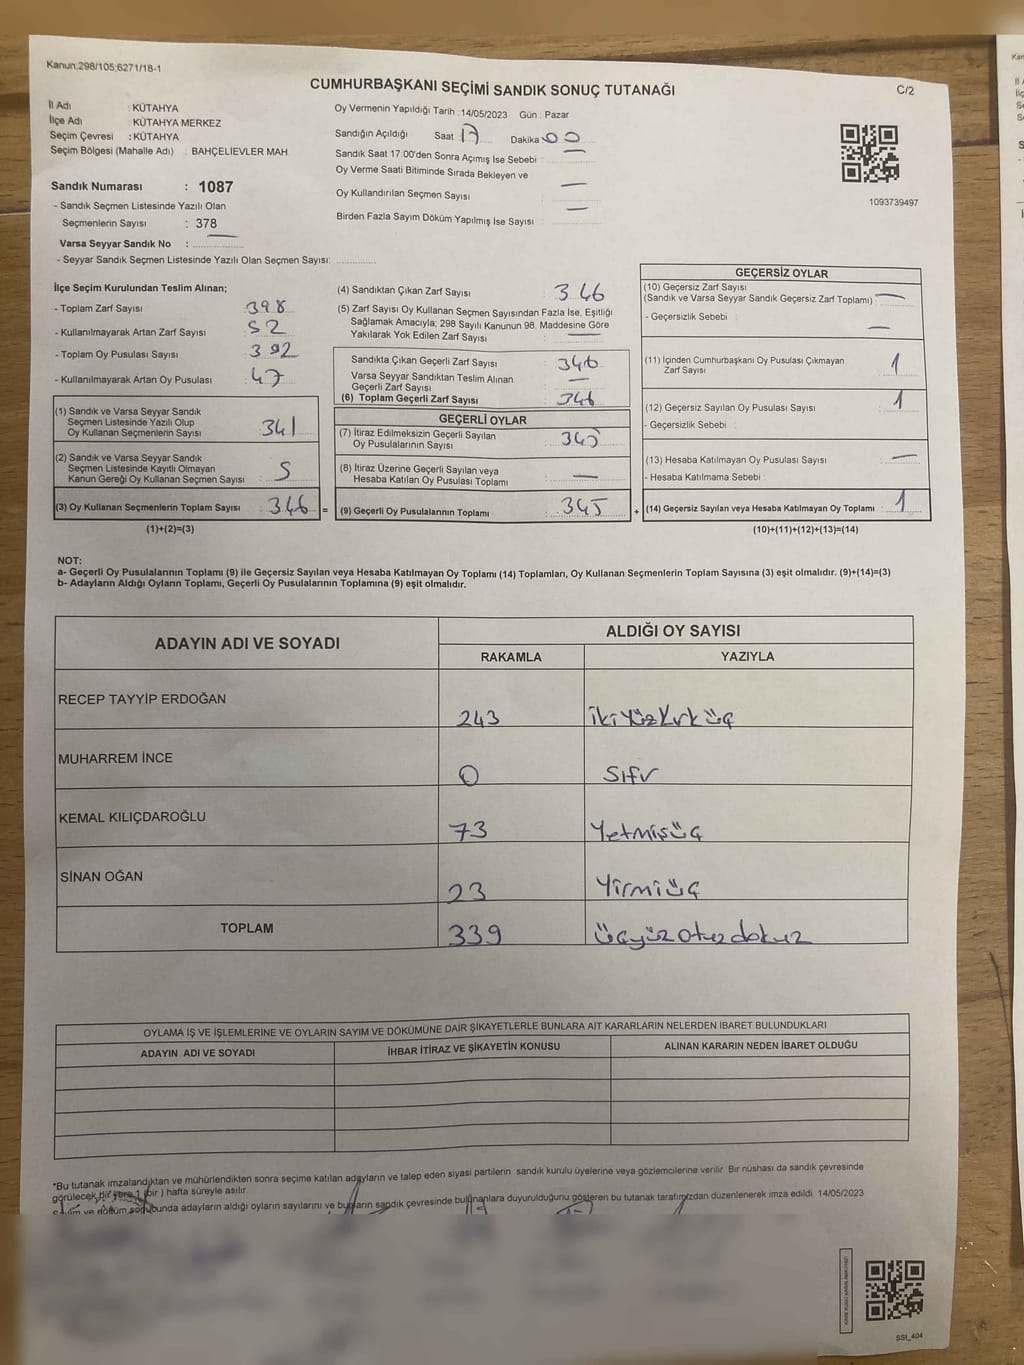 Kanun;298/105;6271/18-1
CUMHURBAŞKANI SEÇİMİ SANDIK SONUÇ TUTANAĞI
C/2
İl Adı : KÜTAHYA
İlçe Adı : KÜTAHYA MERKEZ
Seçim Çevresi : KÜTAHYA
Seçim Bölgesi (Mahalle Adı) : BAHÇELİEVLER MAH.
Sandık Numarası : 1087
- Sandık Seçmen Listesinde Yazılı Olan
Seçmenlerin Sayısı : 378
Varsa Seyyar Sandık No :
- Seyyar Sandık Seçmen Listesinde Yazılı Olan Seçmen Sayısı:
Oy Vermenin Yapıldığı Tarih : 14/05/2023 Gün : Pazar
Sandığın Açıldığı Saat : 17 Dakika 00
Sandık Saat 17:00'den Sonra Açımış İse Sebebi : —
Oy Verme Saati Bitiminde Sırada Bekleyen ve
Oy Kullandırılan Seçmen Sayısı —
Birden Fazla Sayım Döküm Yapılmış İse Sayısı : —
1093739497
İlçe Seçim Kurulundan Teslim Alınan;
- Toplam Zarf Sayısı : 398
- Kullanılmayarak Artan Zarf Sayısı : 52
- Toplam Oy Pusulası Sayısı : 392
- Kullanılmayarak Artan Oy Pusulası : 47
(1) Sandık ve Varsa Seyyar Sandık
Seçmen Listesinde Yazılı Olup
Oy Kullanan Seçmenlerin Sayısı : 341
(2) Sandık ve Varsa Seyyar Sandık
Seçmen Listesinde Kayıtlı Olmayan
Kanun Gereği Oy Kullanan Seçmen Sayısı : 5
(3) Oy Kullanan Seçmenlerin Toplam Sayısı : 346 =
(1)+(2)=(3)
(4) Sandıktan Çıkan Zarf Sayısı : 346
(5) Zarf Sayısı Oy Kullanan Seçmen Sayısından Fazla İse, Eşitliği
Sağlamak Amacıyla; 298 Sayılı Kanunun 98. Maddesine Göre
Yakılarak Yok Edilen Zarf Sayısı : —
Sandıkta Çıkan Geçerli Zarf Sayısı : 346
Varsa Seyyar Sandıktan Teslim Alınan
Geçerli Zarf Sayısı : —
(6) Toplam Geçerli Zarf Sayısı : 346
GEÇERLİ OYLAR
(7) İtiraz Edilmeksizin Geçerli Sayılan
Oy Pusulalarının Sayısı : 345
(8) İtiraz Üzerine Geçerli Sayılan veya
Hesaba Katılan Oy Pusulası Toplamı : —
(9) Geçerli Oy Pusulalarının Toplamı : 345 +
GEÇERSİZ OYLAR
(10) Geçersiz Zarf Sayısı
(Sandık ve Varsa Seyyar Sandık Geçersiz Zarf Toplamı) : —
- Geçersizlik Sebebi : —
(11) İçinden Cumhurbaşkanı Oy Pusulası Çıkmayan
Zarf Sayısı : 1
(12) Geçersiz Sayılan Oy Pusulası Sayısı : 1
- Geçersizlik Sebebi :
(13) Hesaba Katılmayan Oy Pusulası Sayısı : —
- Hesaba Katılmama Sebebi :
(14) Geçersiz Sayılan veya Hesaba Katılmayan Oy Toplamı : 1
(10)+(11)+(12)+(13)=(14)
NOT:
a- Geçerli Oy Pusulalarının Toplamı (9) ile Geçersiz Sayılan veya Hesaba Katılmayan Oy Toplamı (14) Toplamları, Oy Kullanan Seçmenlerin Toplam Sayısına (3) eşit olmalıdır. (9)+(14)=(3)
b- Adayların Aldığı Oyların Toplamı, Geçerli Oy Pusulalarının Toplamına (9) eşit olmalıdır.
ADAYIN ADI VE SOYADI
ALDIĞI OY SAYISI
RAKAMLA YAZIYLA
RECEP TAYYİP ERDOĞAN 243 İkiyüzkırküç
MUHARREM İNCE 0 Sıfır
KEMAL KILIÇDAROĞLU 73 Yetmişüç
SİNAN OĞAN 23 Yirmiüç
TOPLAM 339 Üçyüzotuzdokuz
OYLAMA İŞ VE İŞLEMLERİNE VE OYLARIN SAYIM VE DÖKÜMÜNE DAİR ŞİKAYETLERLE BUNLARA AİT KARARLARIN NELERDEN İBARET BULUNDUKLARI
ADAYIN ADI VE SOYADI İHBAR İTİRAZ VE ŞİKAYETİN KONUSU ALINAN KARARIN NEDEN İBARET OLDUĞU
*Bu tutanak imzalandıktan ve mühürlendikten sonra seçime katılan adayların ve talep eden siyasi partilerin sandık kurulu üyelerine veya gözlemcilerine verilir. Bir nüshası da sandık çevresinde
görülecek bir yere 1 (bir) hafta süreyle asılır.
Sayım ve döküm sonucunda adayların aldığı oyların sayılarını ve bunların sandık çevresinde bulunanlara duyurulduğunu gösteren bu tutanak tarafımızdan düzenlenerek imza edildi. 14/05/2023
SSI_404